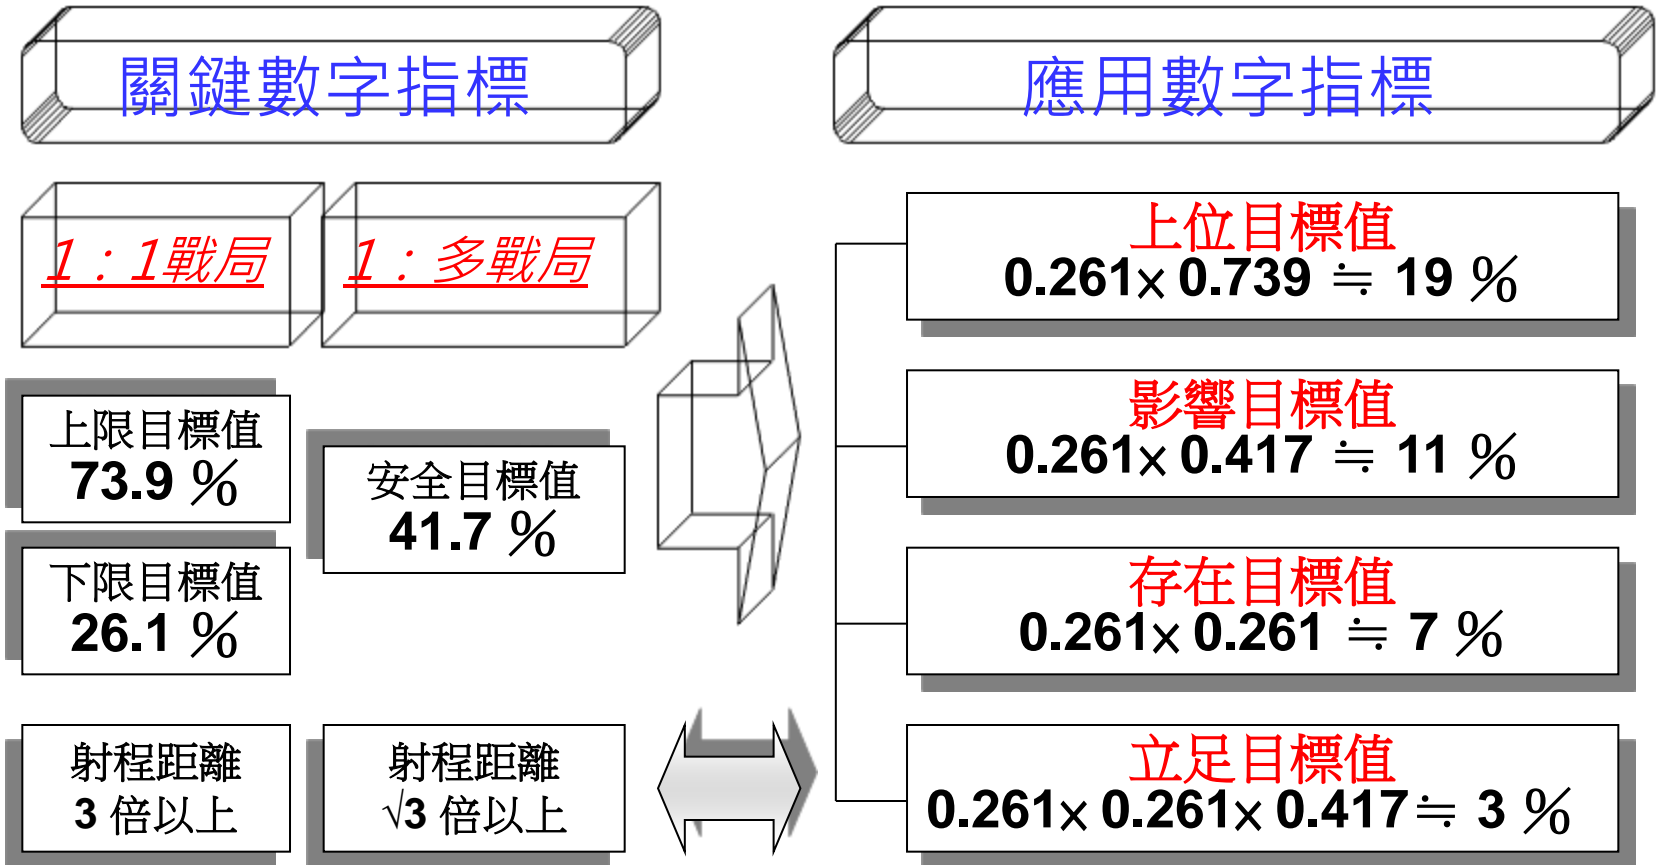 關鍵數字指標
應用數字指標
1：1戰局
1：多戰局
上限目標值
73.9 %
下限目標值
26.1 %
安全目標值
41.7 %
射程距離
3 倍以上
射程距離
√3 倍以上
上位目標值
0.261× 0.739 ≒ 19 %
影響目標值
0.261× 0.417 ≒ 11 %
存在目標值
0.261× 0.261 ≒ 7 %
立足目標值
0.261× 0.261× 0.417≒ 3 %